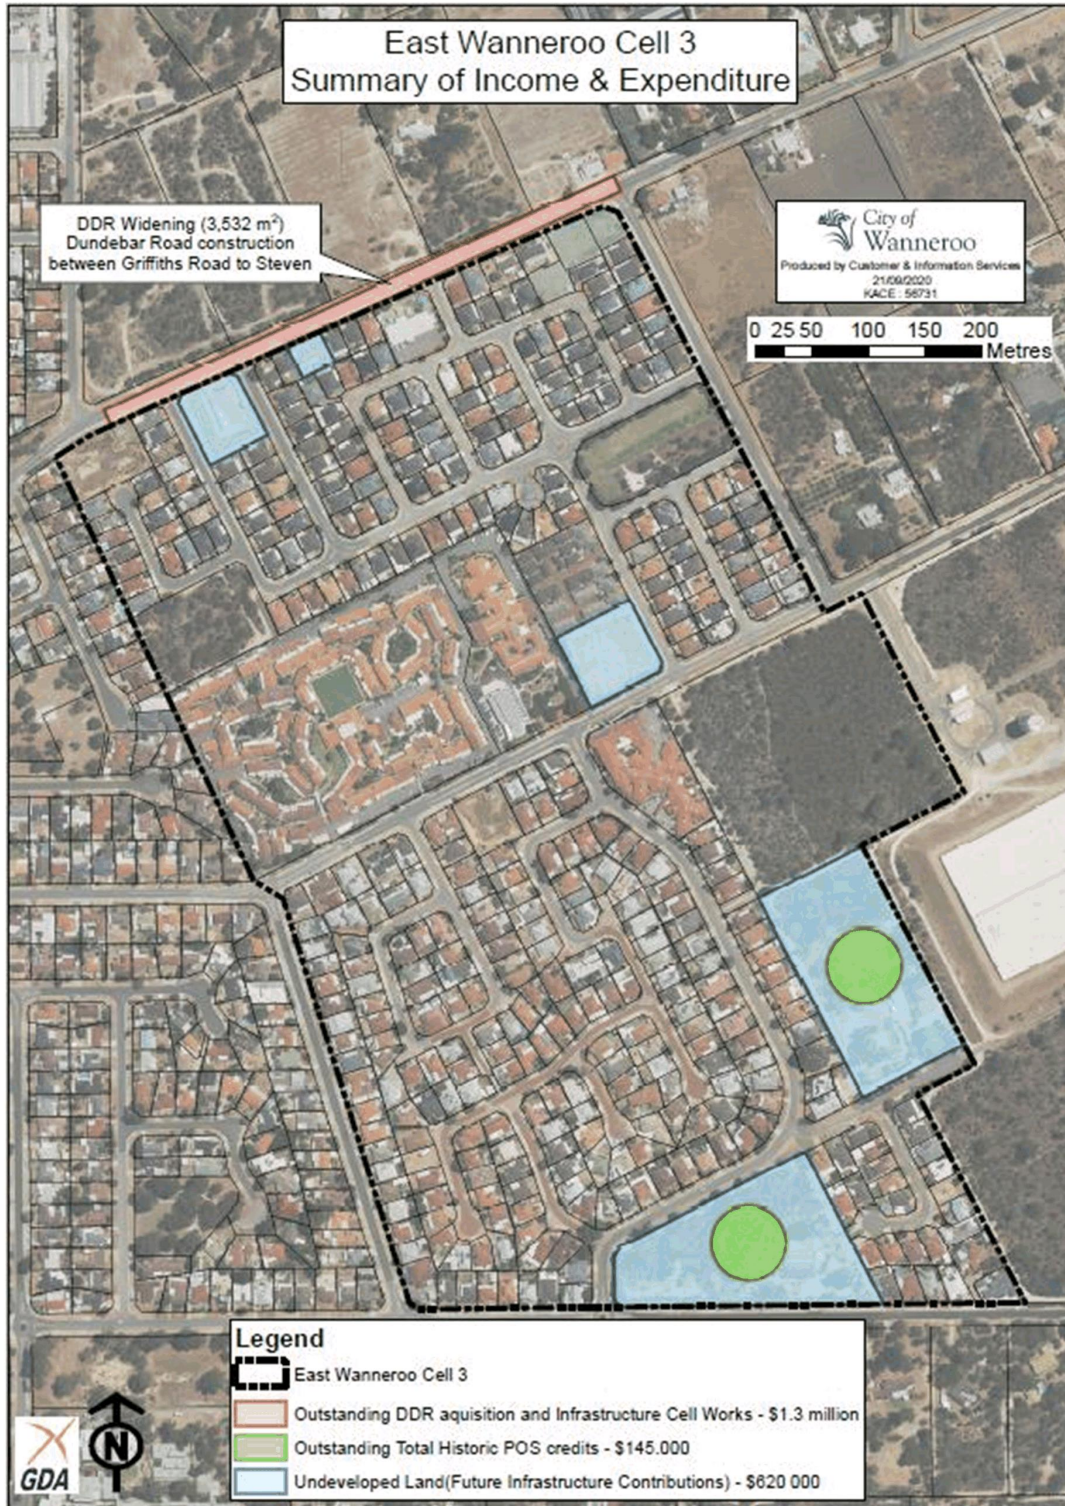 East Wanneroo Cell 3
Summary of Income & Expenditure
DDR Widening (3,532 m²)
Dundebar Road construction
between Griffiths Road to Steven
City of
Wanneroo
Produced by Customer & Information Services
21/09/2020
KACE : 56731
0 25 50 100 150 200
Metres
Legend
East Wanneroo Cell 3
Outstanding DDR aquisition and Infrastructure Cell Works - $1.3 million
Outstanding Total Historic POS credits - $145.000
Undeveloped Land(Future Infrastructure Contributions) - $620 000
N
GDA